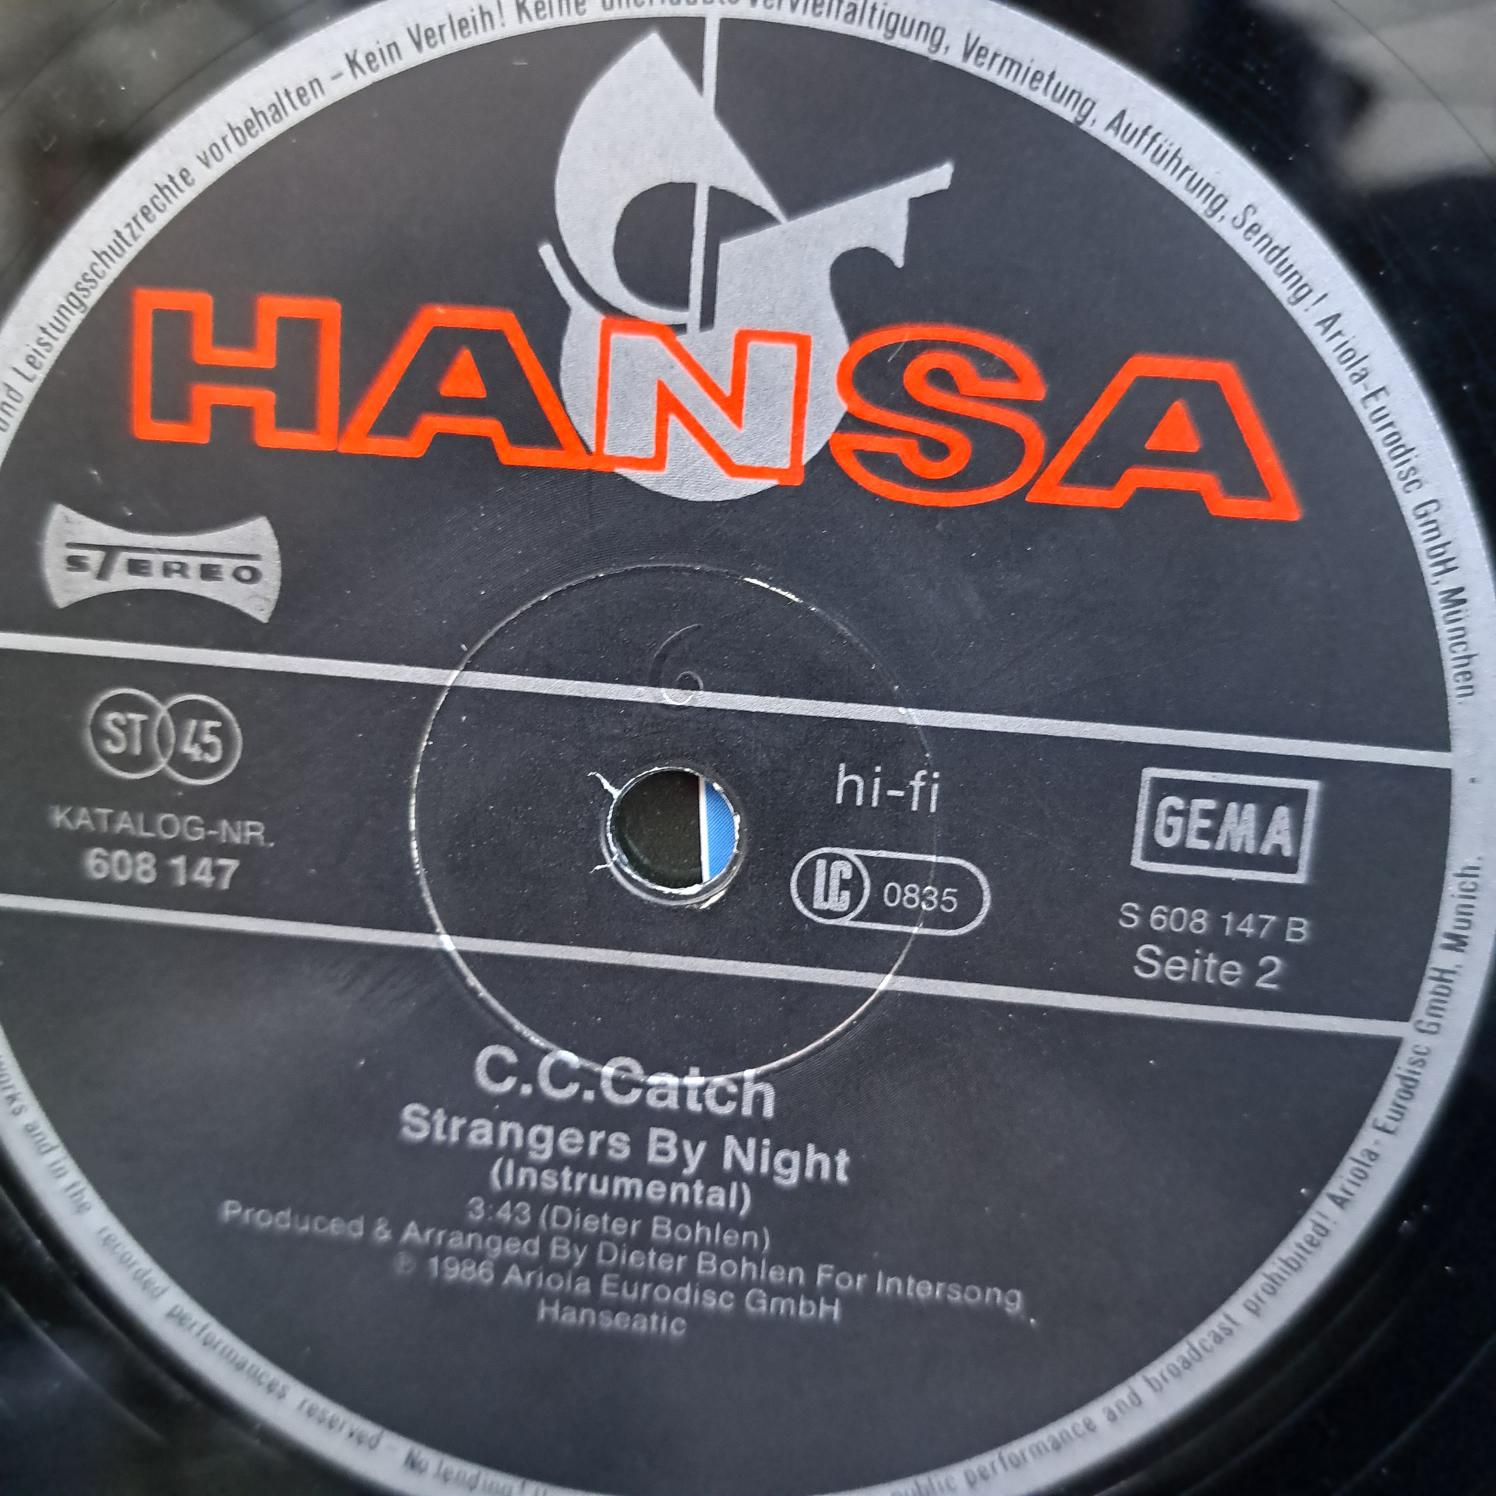 und Leistungsschutzrechte vorbehalten – Kein Verleih! Keine unerlaubte Vervielfältigung, Vermietung, Aufführung, Sendung! Ariola-Eurodisc GmbH, München.
HANSA
STEREO
6
ST 45
KATALOG-NR.
608 147
hi-fi
LC 0835
GEMA
S 608 147 B
Seite 2
C.C.Catch
Strangers By Night
(Instrumental)
3:43 (Dieter Bohlen)
Produced & Arranged By Dieter Bohlen For Intersong
℗ 1986 Ariola Eurodisc GmbH
Hanseatic
works and in the recorded performances reserved – No lending!
public performance and broadcast prohibited! Ariola-Eurodisc GmbH, Munich.